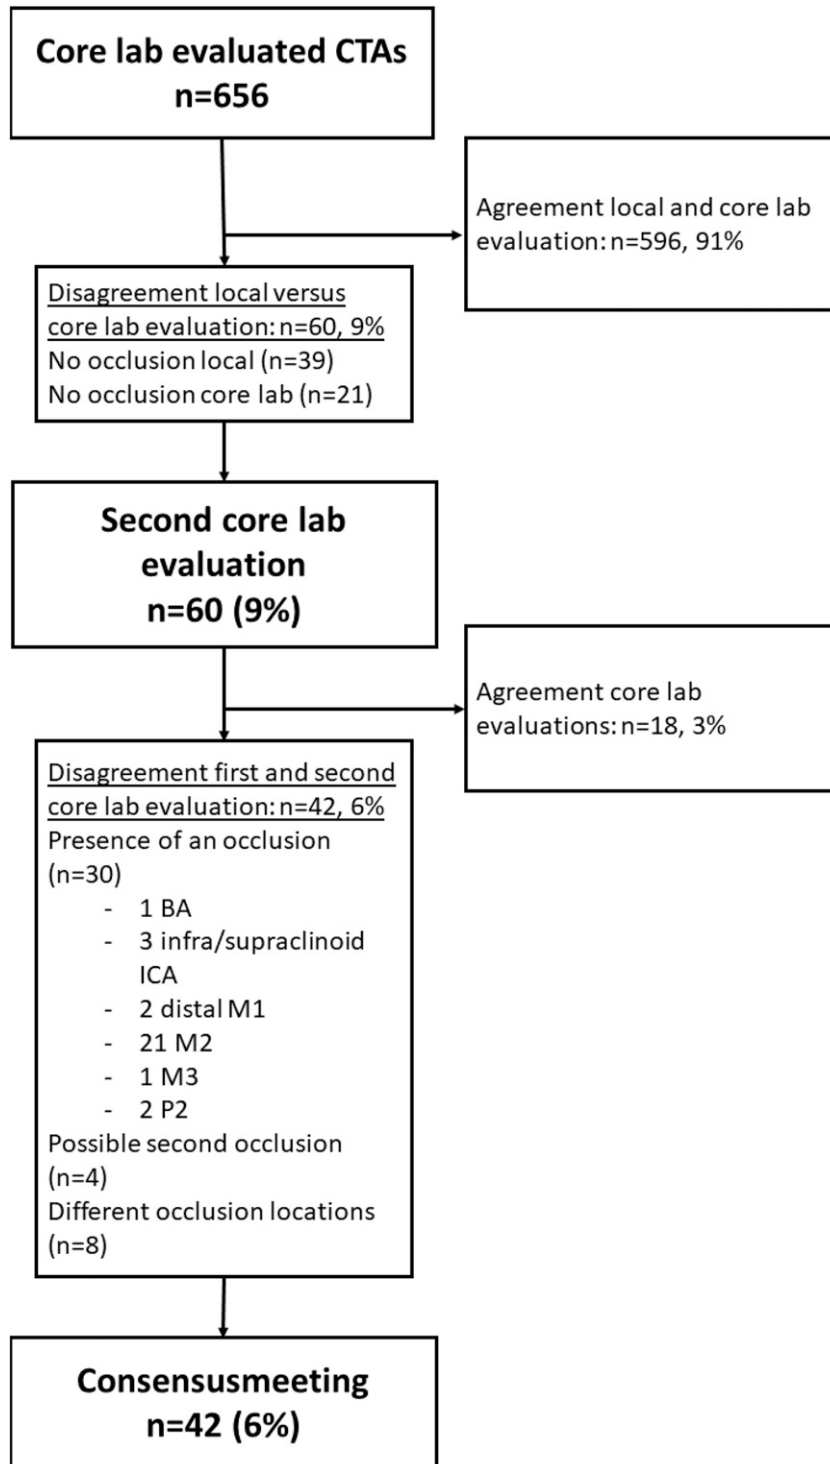 Core lab evaluated CTAs
n=656
Agreement local and core lab
evaluation: n=596, 91%
Disagreement local versus
core lab evaluation: n=60, 9%
No occlusion local (n=39)
No occlusion core lab (n=21)
Second core lab
evaluation
n=60 (9%)
Agreement core lab
evaluations: n=18, 3%
Disagreement first and second
core lab evaluation: n=42, 6%
Presence of an occlusion
(n=30)
- 1 BA
- 3 infra/supraclinoid
ICA
- 2 distal M1
- 21 M2
- 1 M3
- 2 P2
Possible second occlusion
(n=4)
Different occlusion locations
(n=8)
Consensusmeeting
n=42 (6%)